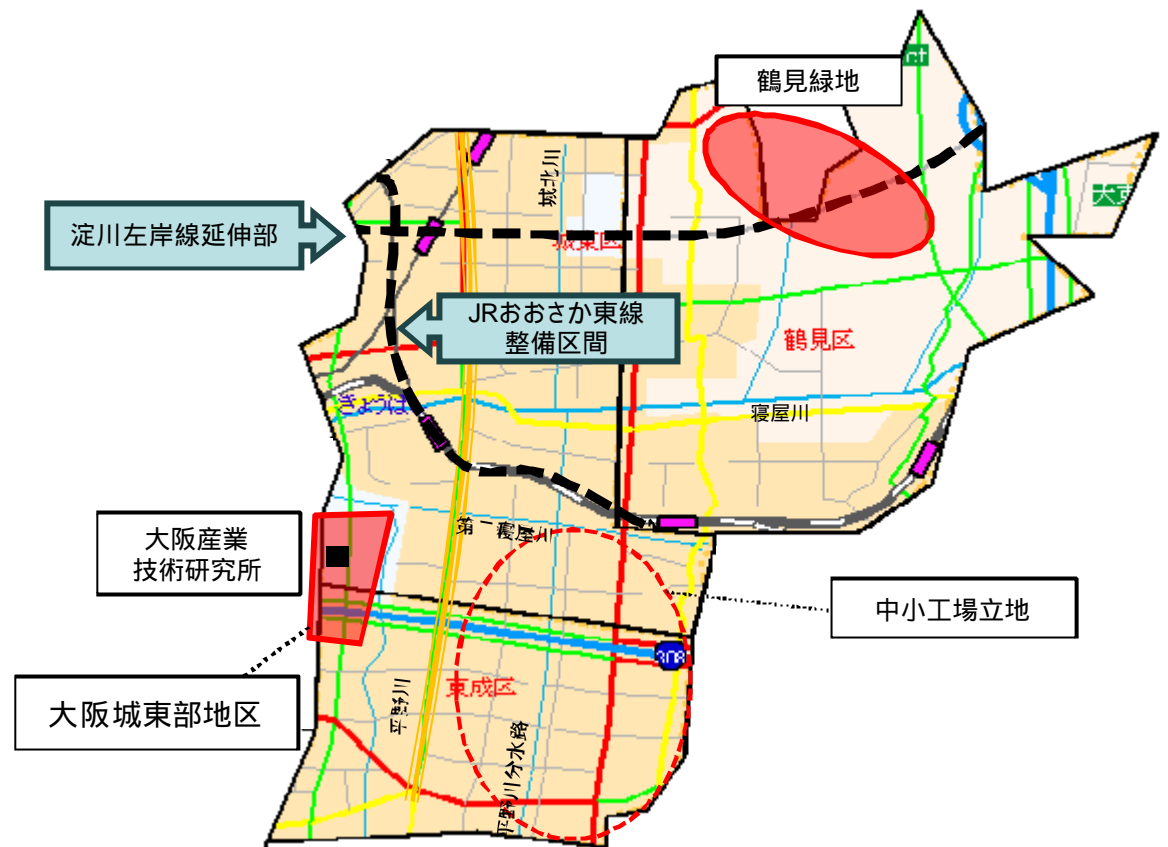 鶴見緑地
城北川
淀川左岸線延伸部
城東区
JRおおさか東線
整備区間
鶴見区
きょうば
寝屋川
第二寝屋川
大阪産業
技術研究所
中小工場立地
308
東成区
大阪城東部地区
平野川
平野川分水路